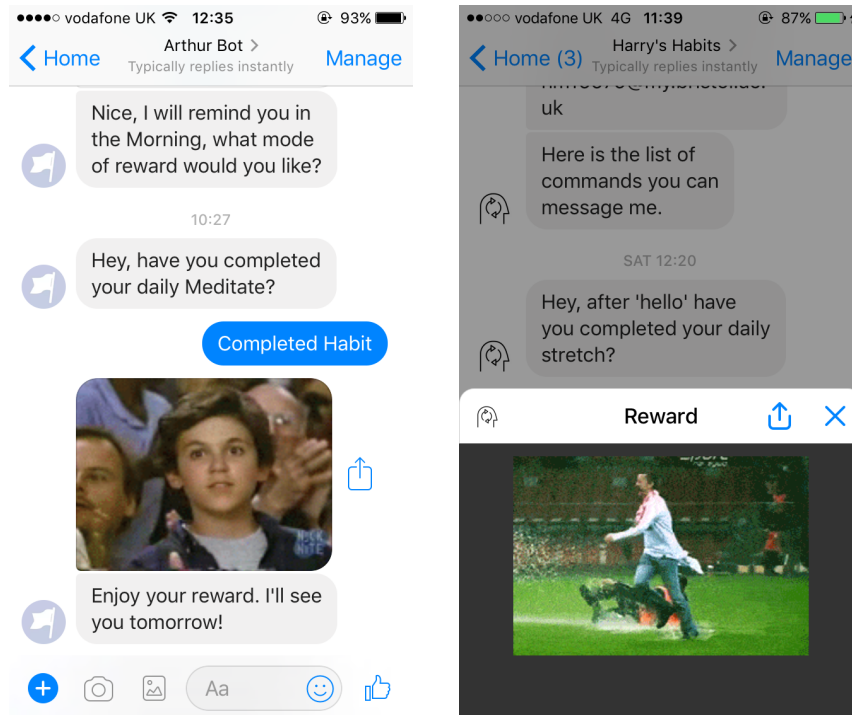 vodafone UK 12:35 93%
Home Arthur Bot Manage
Typically replies instantly
Nice, I will remind you in
the Morning, what mode
of reward would you like?
10:27
Hey, have you completed
your daily Meditate?
Completed Habit
NICK
NITE
Enjoy your reward. I'll see
you tomorrow!
Aa
vodafone UK 4G 11:39 87%
Home (3) Harry's Habits Manage
Typically replies instantly
uk
Here is the list of
commands you can
message me.
SAT 12:20
Hey, after 'hello' have
you completed your daily
stretch?
Reward